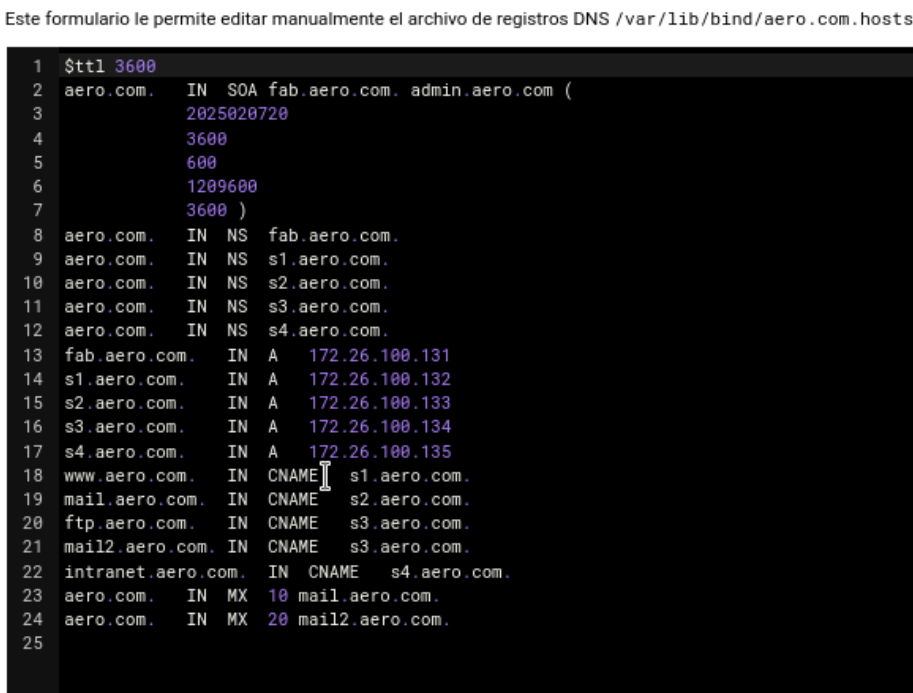 Este formulario le permite editar manualmente el archivo de registros DNS /var/lib/bind/aero.com.hosts
1 $ttl 3600
2 aero.com. IN SOA fab.aero.com. admin.aero.com (
3 2025020720
4 3600
5 600
6 1209600
7 3600 )
8 aero.com. IN NS fab.aero.com.
9 aero.com. IN NS s1.aero.com.
10 aero.com. IN NS s2.aero.com.
11 aero.com. IN NS s3.aero.com.
12 aero.com. IN NS s4.aero.com.
13 fab.aero.com. IN A 172.26.100.131
14 s1.aero.com. IN A 172.26.100.132
15 s2.aero.com. IN A 172.26.100.133
16 s3.aero.com. IN A 172.26.100.134
17 s4.aero.com. IN A 172.26.100.135
18 www.aero.com. IN CNAME s1.aero.com.
19 mail.aero.com. IN CNAME s2.aero.com.
20 ftp.aero.com. IN CNAME s3.aero.com.
21 mail2.aero.com. IN CNAME s3.aero.com.
22 intranet.aero.com. IN CNAME s4.aero.com.
23 aero.com. IN MX 10 mail.aero.com.
24 aero.com. IN MX 20 mail2.aero.com.
25